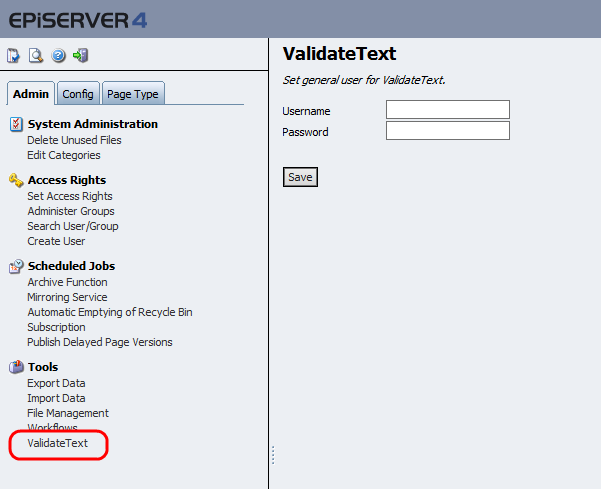 EPiSERVER 4
Admin
Config
Page Type
System Administration
Delete Unused Files
Edit Categories
Access Rights
Set Access Rights
Administer Groups
Search User/Group
Create User
Scheduled Jobs
Archive Function
Mirroring Service
Automatic Emptying of Recycle Bin
Subscription
Publish Delayed Page Versions
Tools
Export Data
Import Data
File Management
Workflows
ValidateText
ValidateText
Set general user for ValidateText.
Username
Password
Save